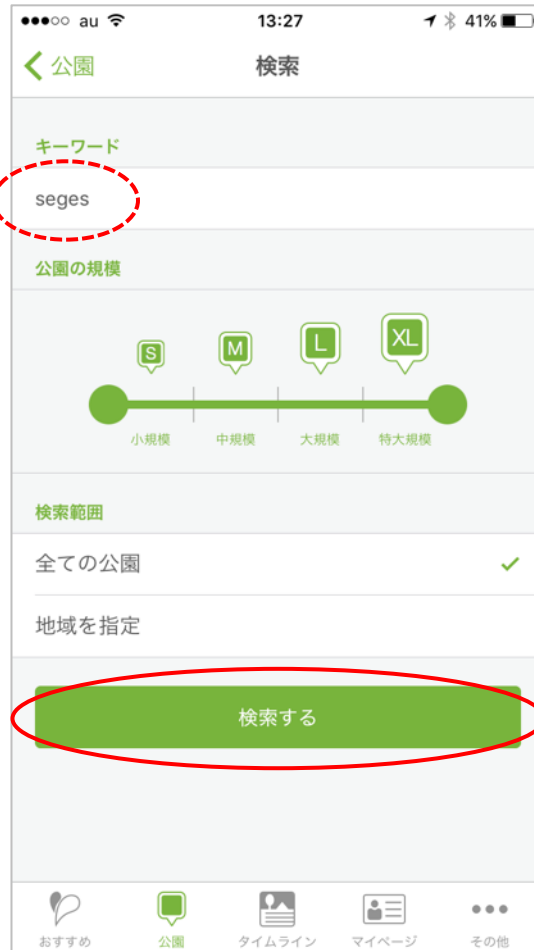 au 13:27 41%
公園 検索
キーワード
seges
公園の規模
S M L XL
小規模 中規模 大規模 特大規模
検索範囲
全ての公園
地域を指定
検索する
おすすめ 公園 タイムライン マイページ その他